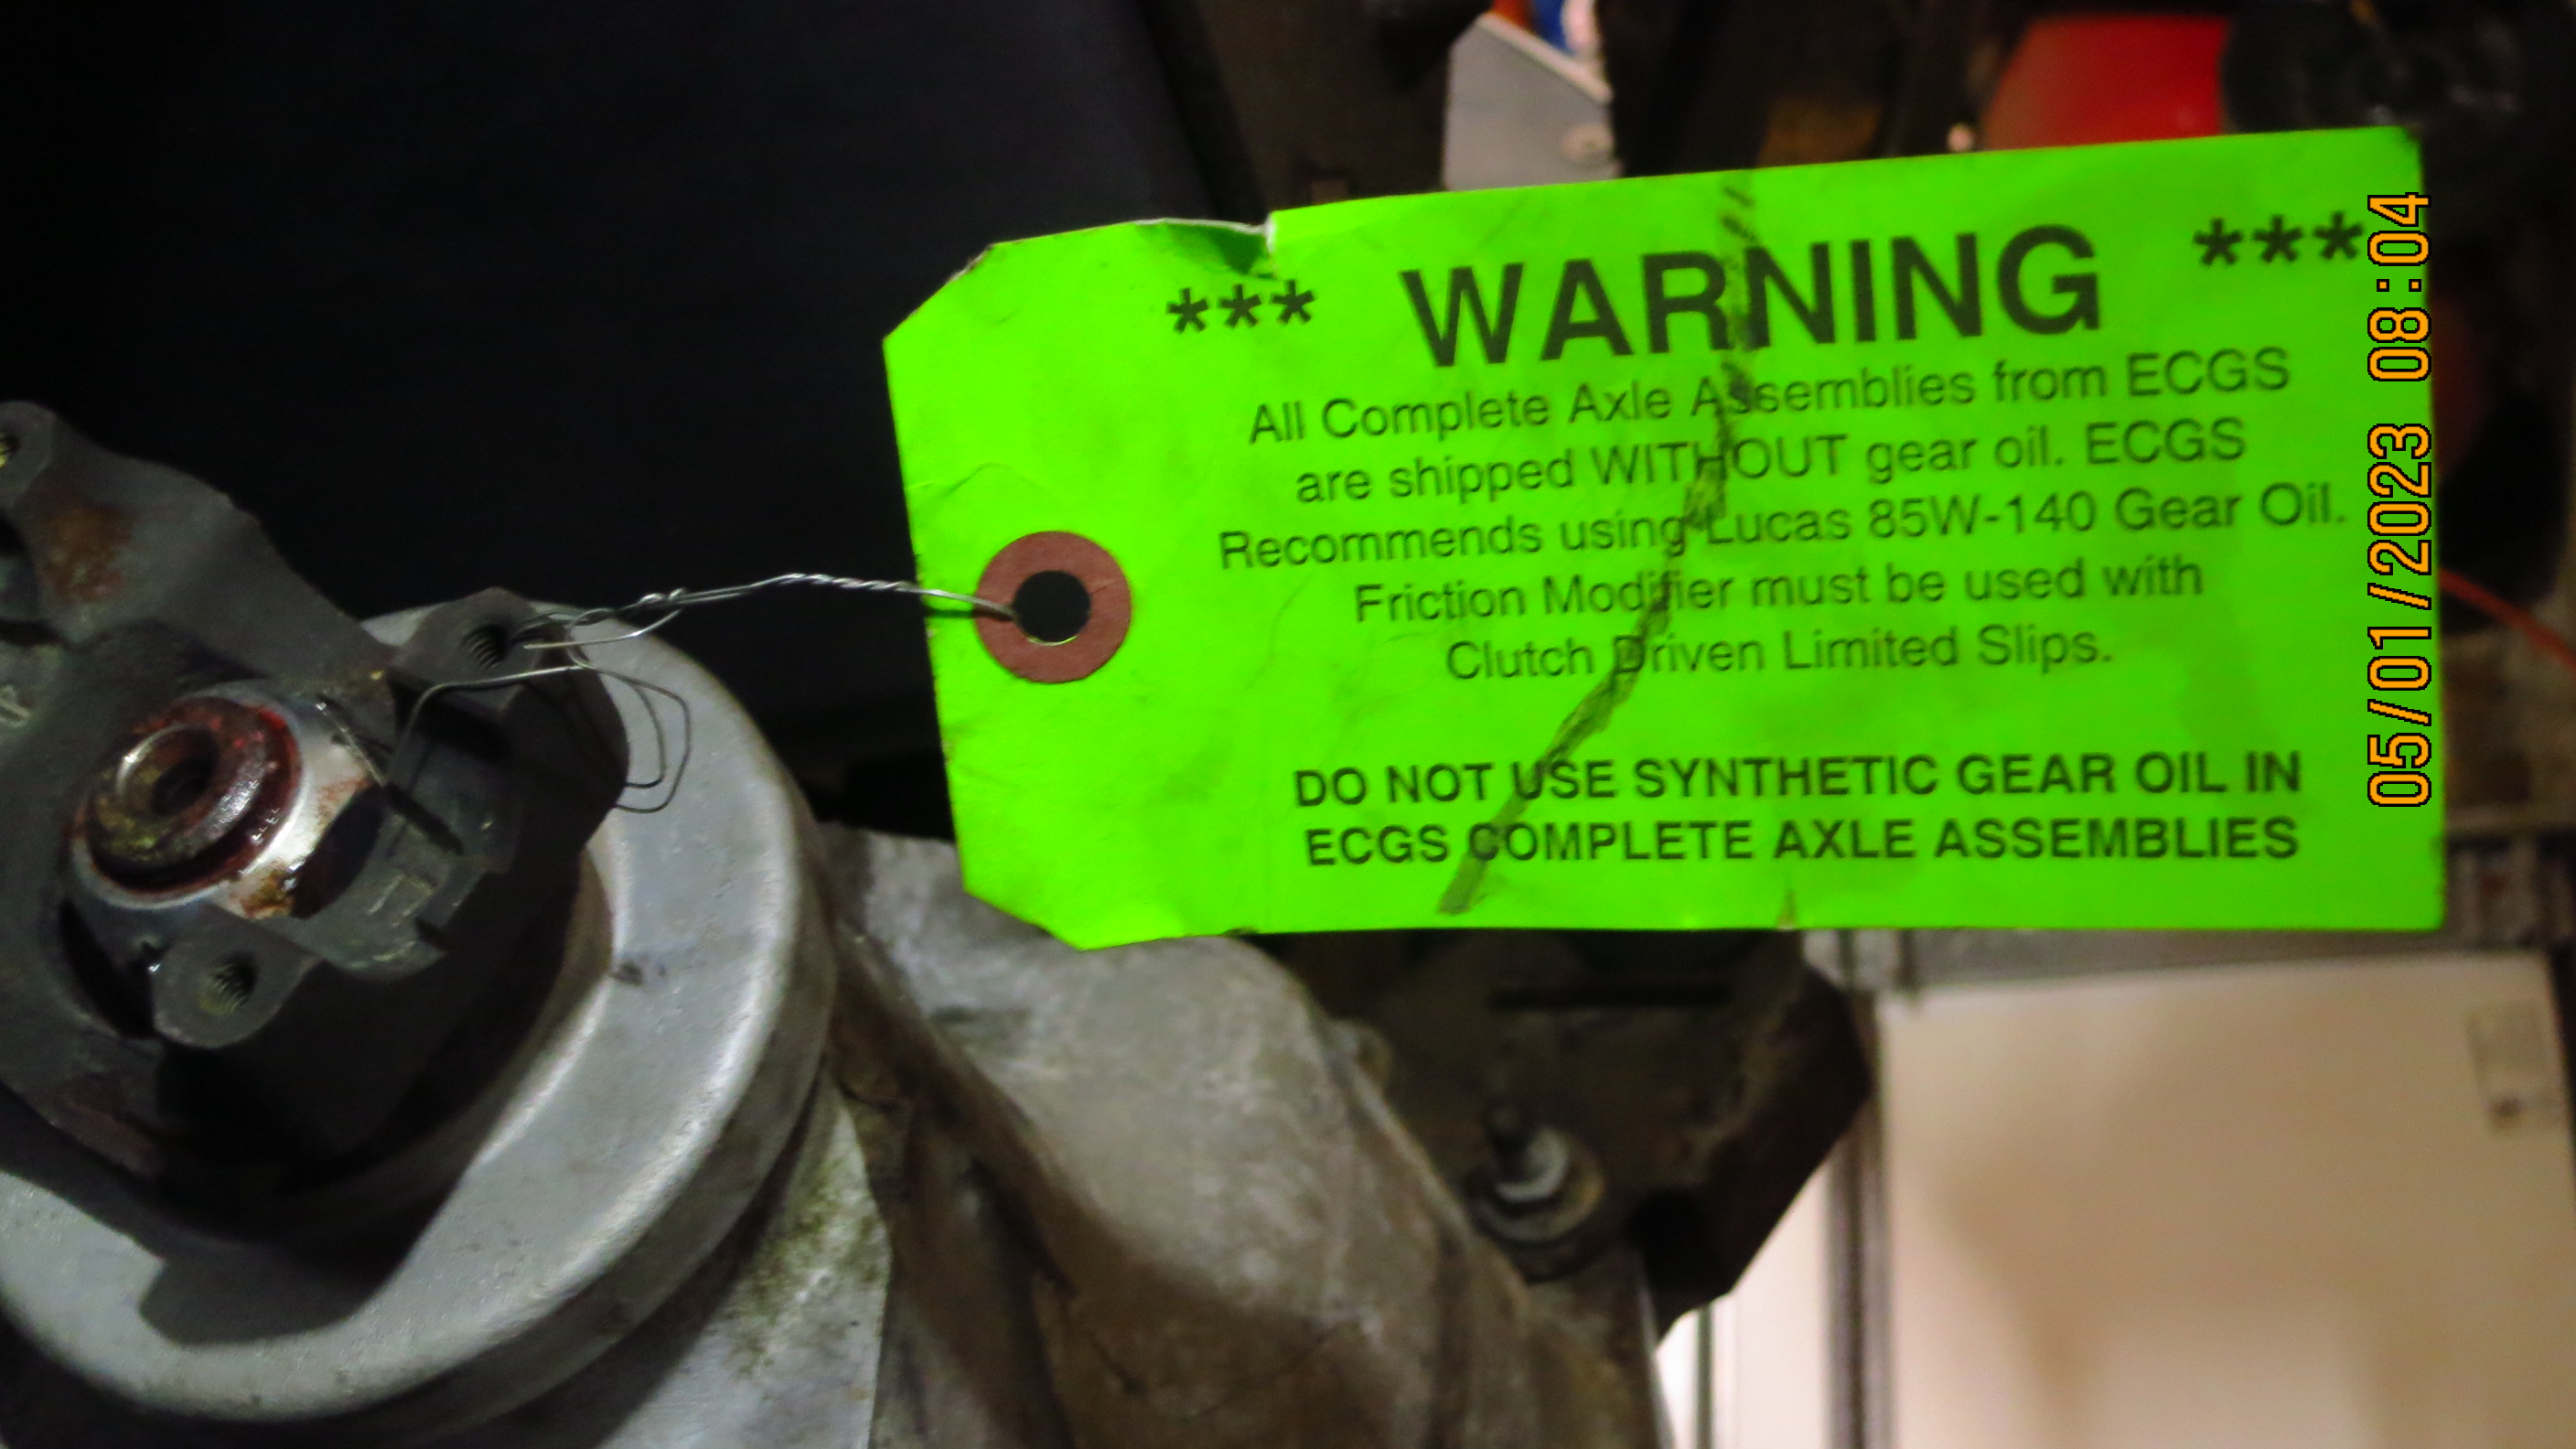 *** WARNING ***
All Complete Axle Assemblies from ECGS
are shipped WITHOUT gear oil. ECGS
Recommends using Lucas 85W-140 Gear Oil.
Friction Modifier must be used with
Clutch Driven Limited Slips.
DO NOT USE SYNTHETIC GEAR OIL IN
ECGS COMPLETE AXLE ASSEMBLIES
05/01/2023 08:04